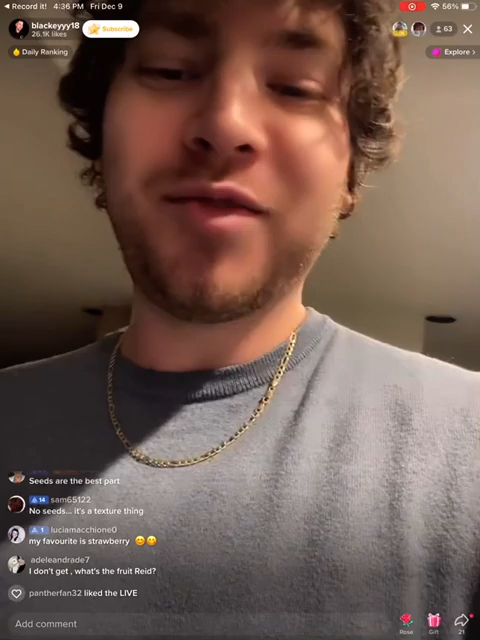 ◀ Record it! 4:36 PM Fri Dec 9 56%
blackeyyy18
26.1K likes
Subscribe
63
Daily Ranking
Explore >
Seeds are the best part
14 sam65122
No seeds... it's a texture thing
1 luciamacchione0
my favourite is strawberry 😊😋
adeleandrade7
I don't get , what's the fruit Reid?
pantherfan32 liked the LIVE
Add comment
Rose
Gift
21